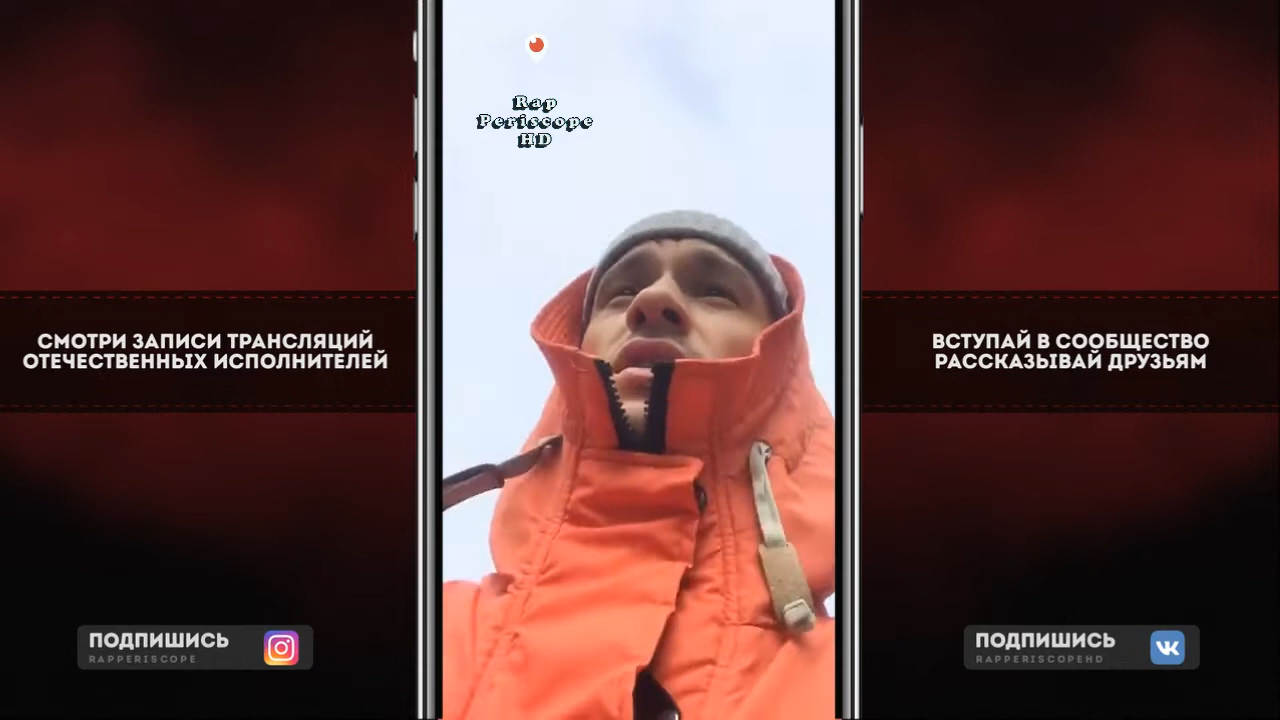 Rap
Periscope
HD
СМОТРИ ЗАПИСИ ТРАНСЛЯЦИЙ
ОТЕЧЕСТВЕННЫХ ИСПОЛНИТЕЛЕЙ
ВСТУПАЙ В СООБЩЕСТВО
РАССКАЗЫВАЙ ДРУЗЬЯМ
ПОДПИШИСЬ
RAPPERISCOPE
ПОДПИШИСЬ
RAPPERISCOPEHD